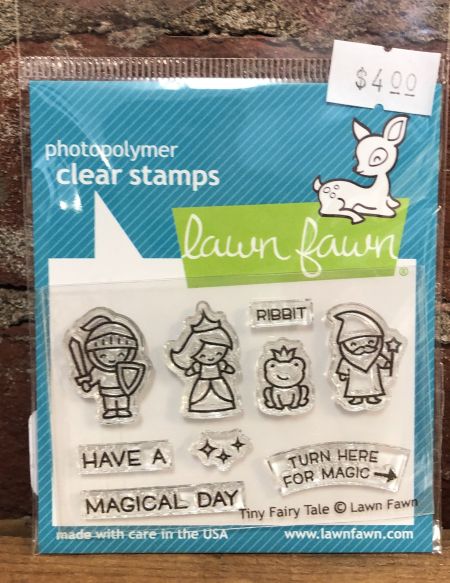 $4.00
photopolymer
clear stamps
lawn fawn®
RIBBIT
HAVE A
MAGICAL DAY
TURN HERE
FOR MAGIC
Tiny Fairy Tale © Lawn Fawn
made with care in the USA
www.lawnfawn.com